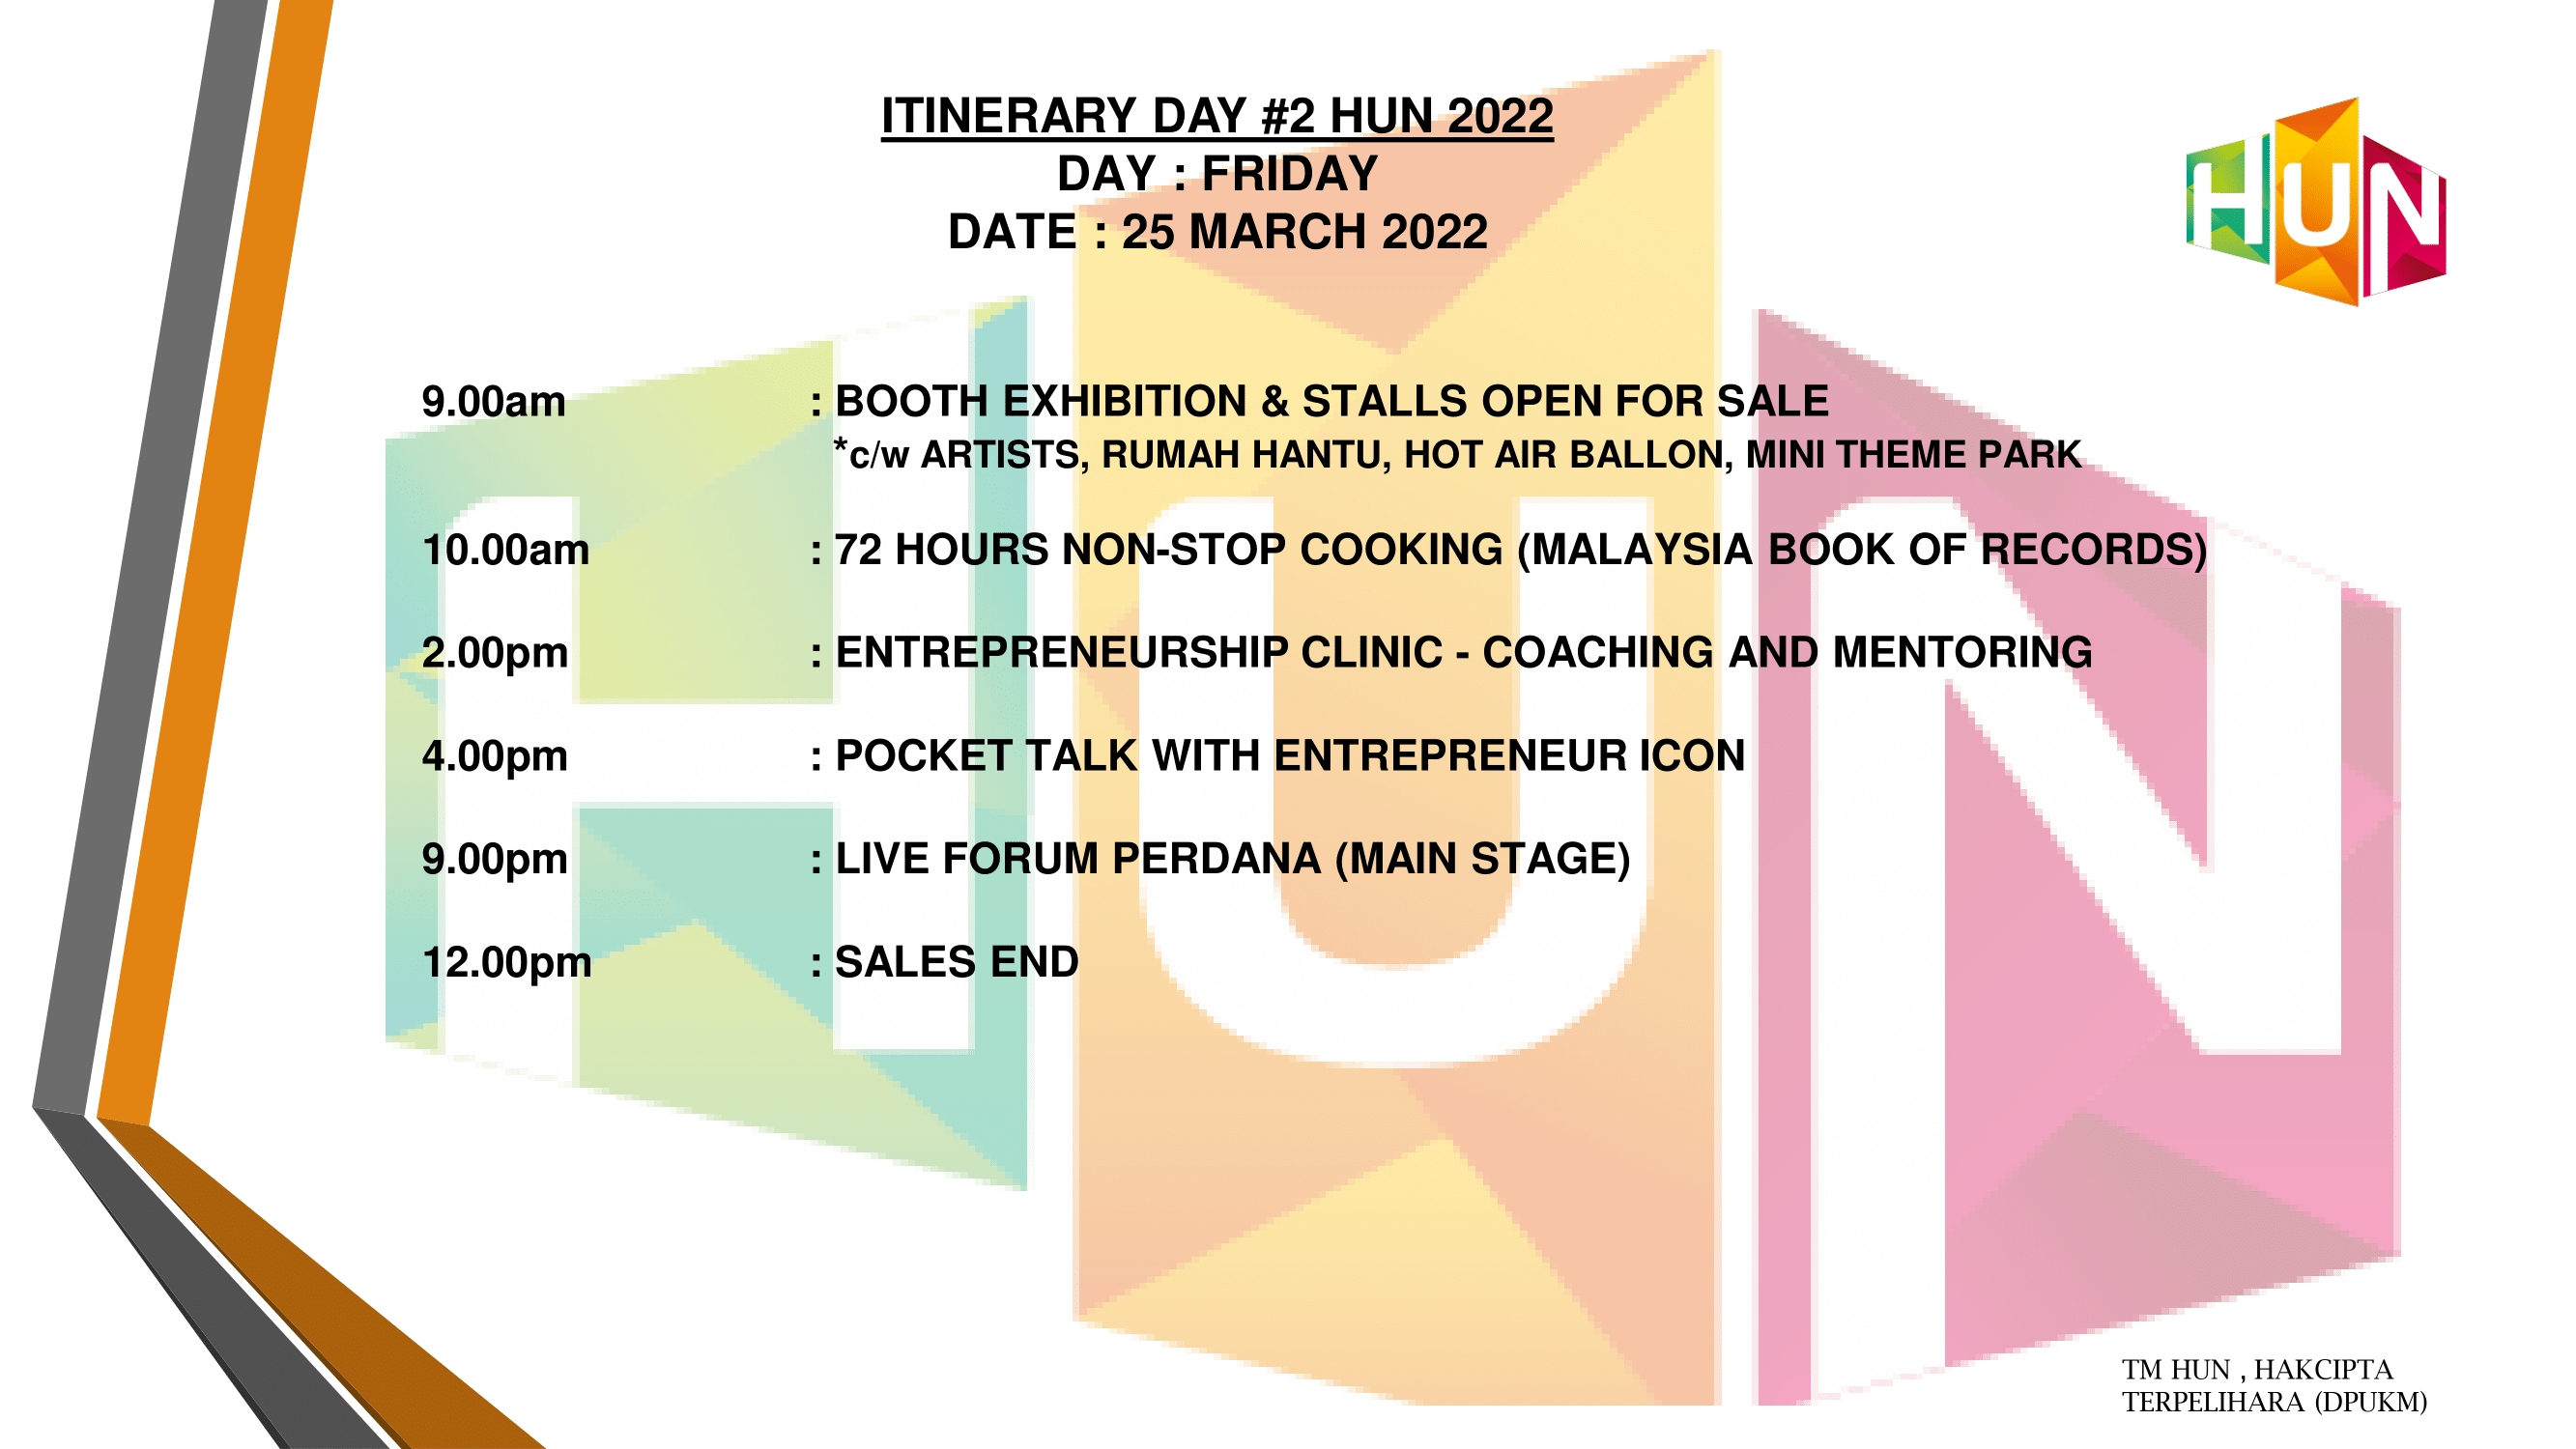 ITINERARY DAY #2 HUN 2022
DAY : FRIDAY
DATE : 25 MARCH 2022
HUN
9.00am : BOOTH EXHIBITION & STALLS OPEN FOR SALE
*c/w ARTISTS, RUMAH HANTU, HOT AIR BALLON, MINI THEME PARK
10.00am : 72 HOURS NON-STOP COOKING (MALAYSIA BOOK OF RECORDS)
2.00pm : ENTREPRENEURSHIP CLINIC - COACHING AND MENTORING
4.00pm : POCKET TALK WITH ENTREPRENEUR ICON
9.00pm : LIVE FORUM PERDANA (MAIN STAGE)
12.00pm : SALES END
HUN
TM HUN , HAKCIPTA
TERPELIHARA (DPUKM)